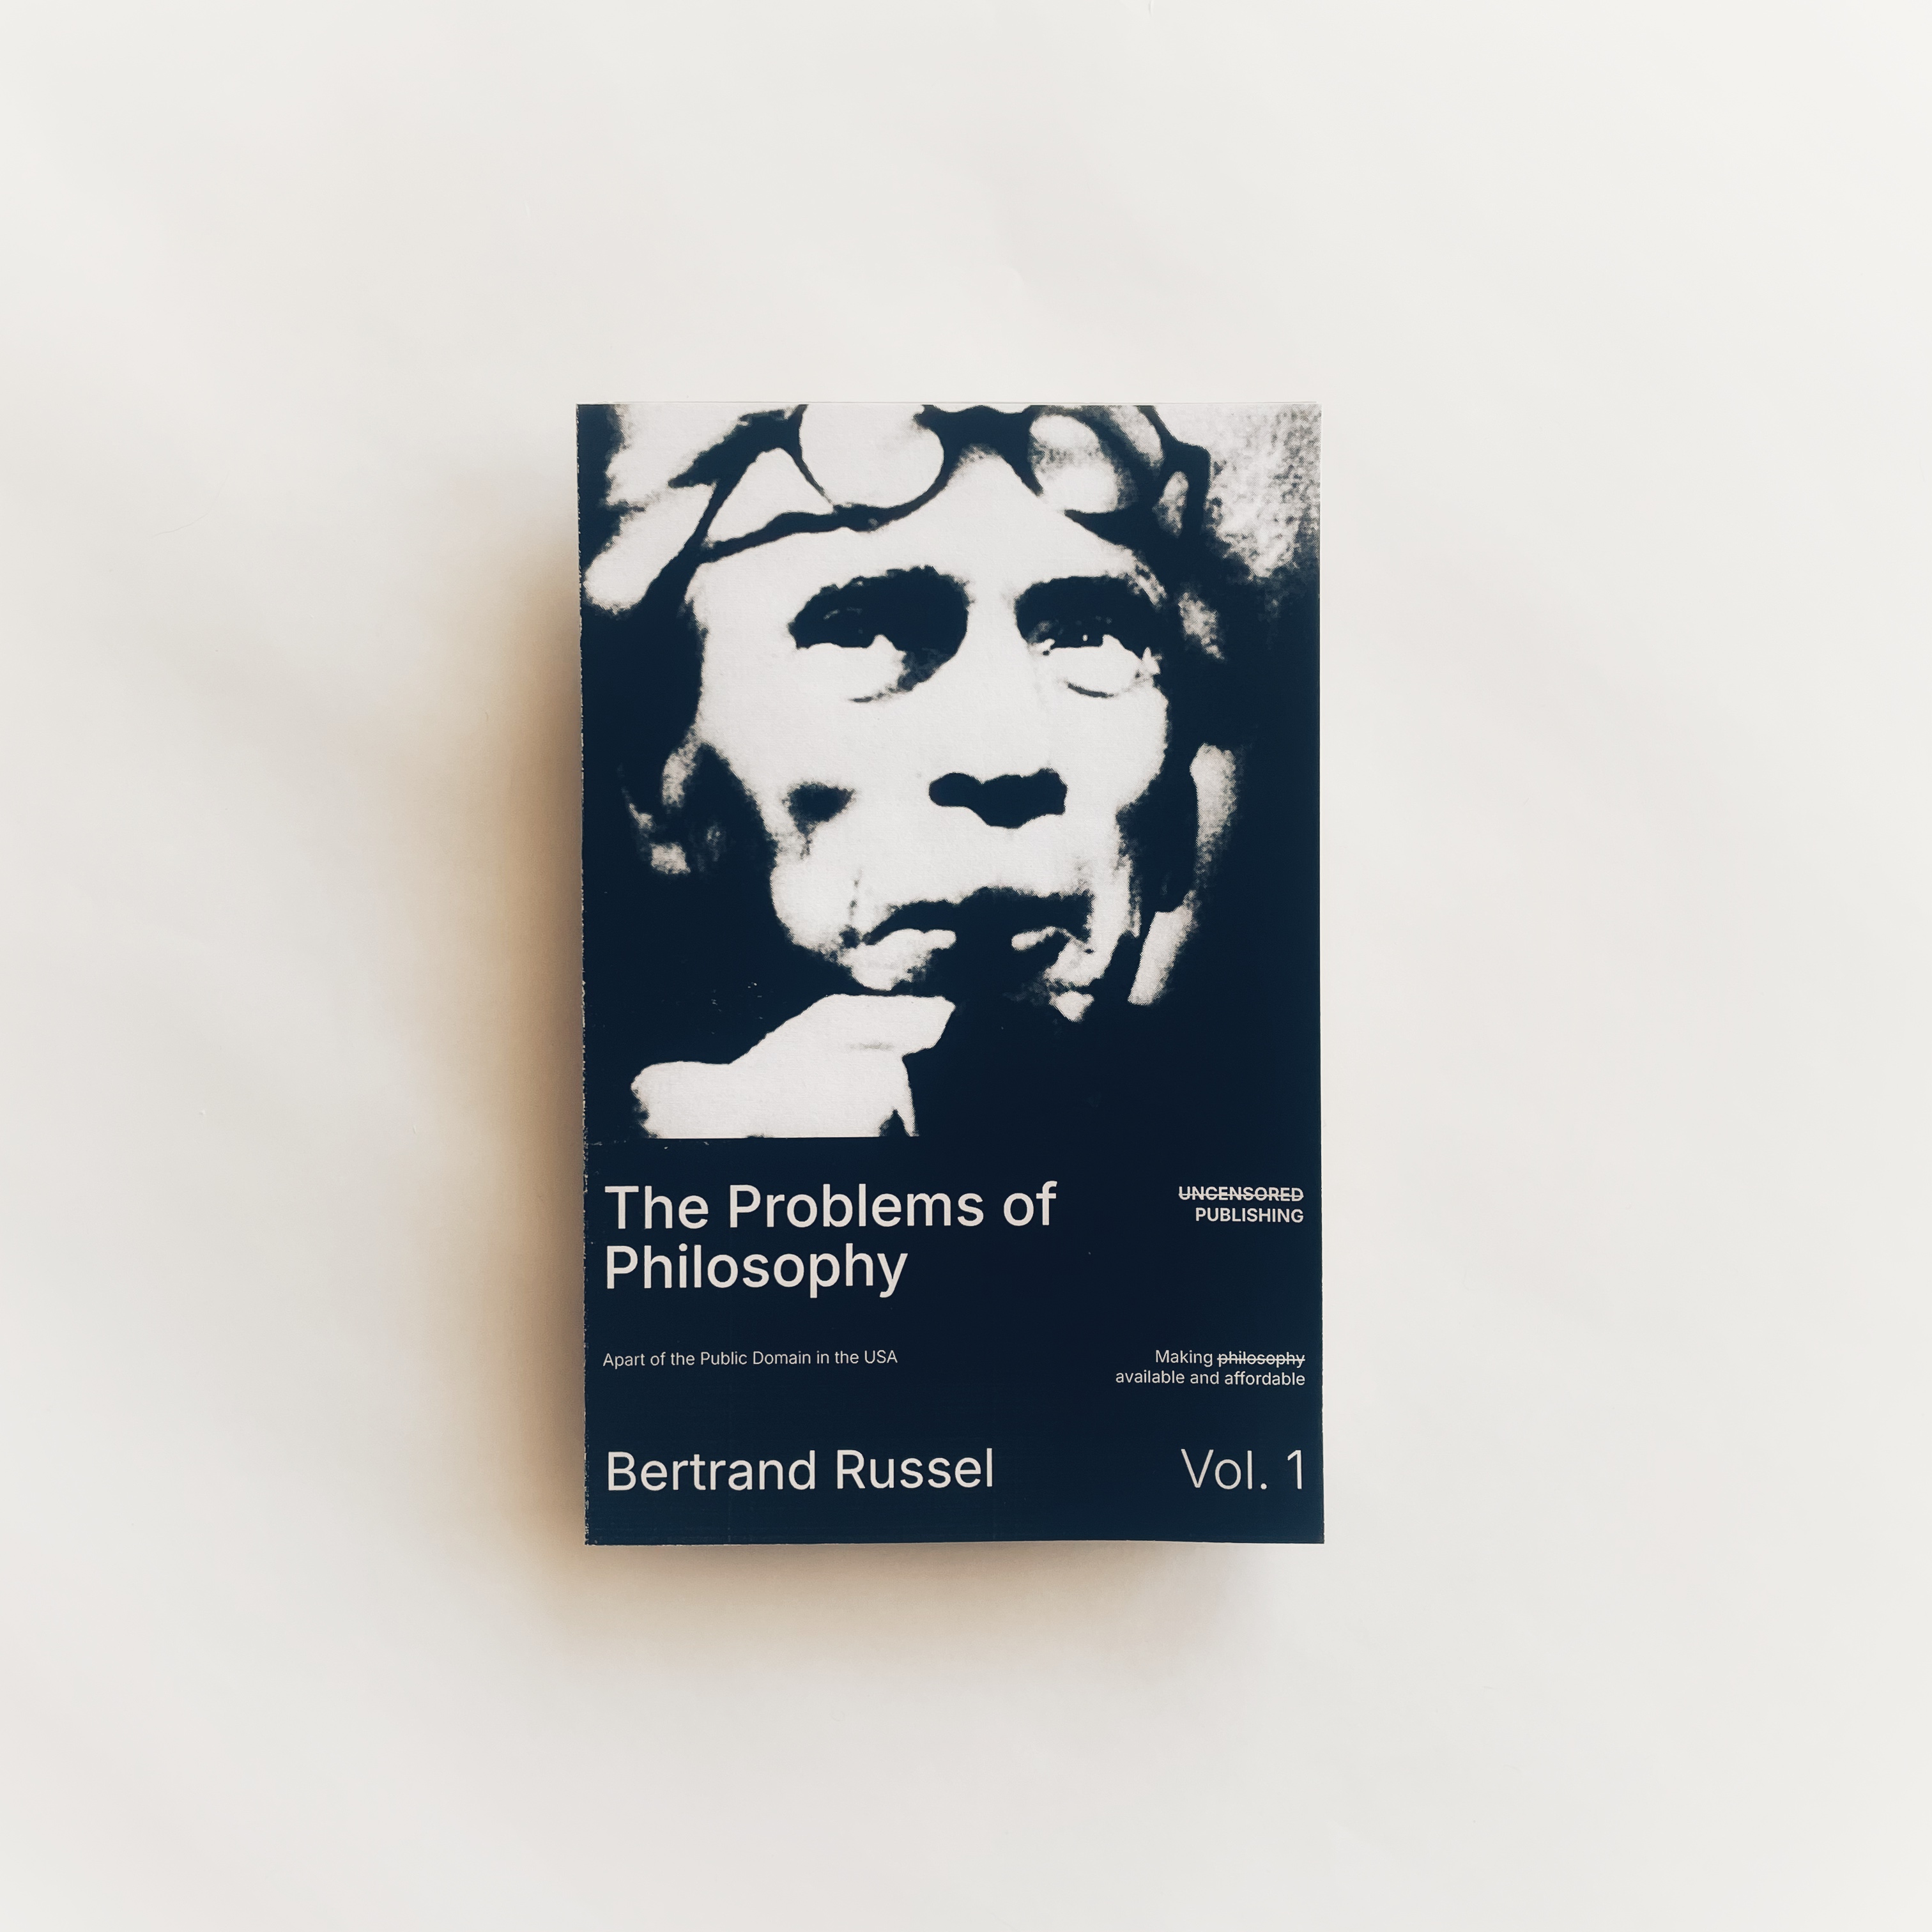 The Problems of
Philosophy
UNCENSORED
PUBLISHING
Apart of the Public Domain in the USA
Making philosophy
available and affordable
Bertrand Russel
Vol. 1